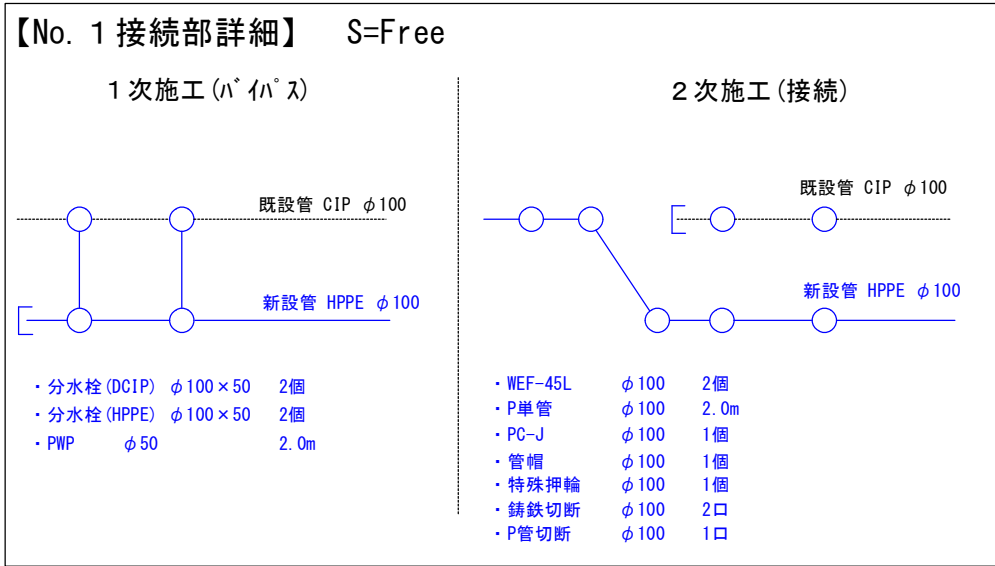 【No. 1接続部詳細】 S=Free
1次施工(ﾊﾞｲﾊﾟｽ)
既設管 CIP φ100
新設管 HPPE φ100
・分水栓(DCIP) φ100×50 2個
・分水栓(HPPE) φ100×50 2個
・PWP φ50 2.0m
2次施工(接続)
既設管 CIP φ100
新設管 HPPE φ100
・WEF-45L φ100 2個
・P単管 φ100 2.0m
・PC-J φ100 1個
・管帽 φ100 1個
・特殊押輪 φ100 1個
・鋳鉄切断 φ100 2口
・P管切断 φ100 1口